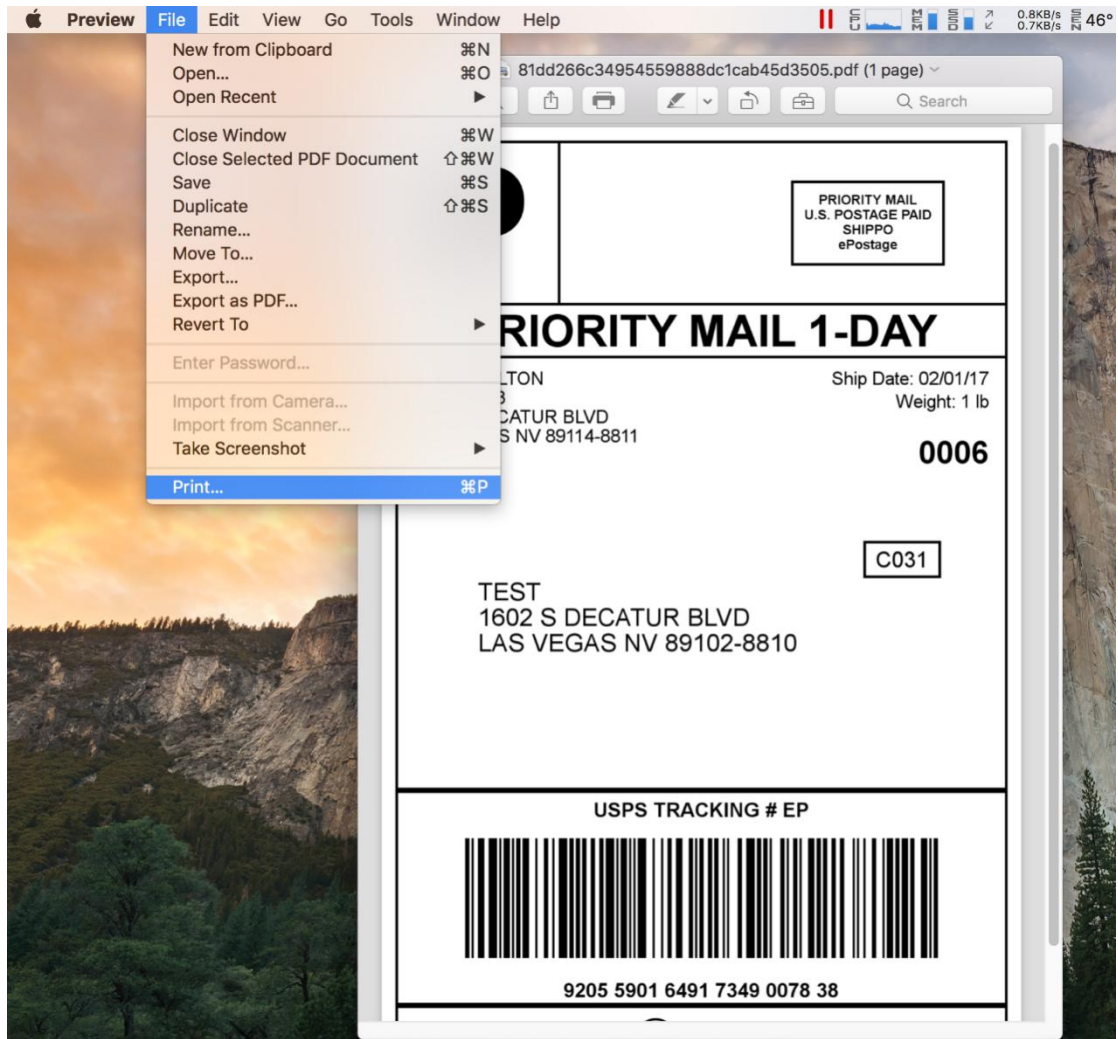 Preview File Edit View Go Tools Window Help
CPU MEM SSD 0.8KB/s 0.7KB/s SEN 46°
New from Clipboard ⌘N
Open... ⌘O
Open Recent ▶
Close Window ⌘W
Close Selected PDF Document ⇧⌘W
Save ⌘S
Duplicate ⇧⌘S
Rename...
Move To...
Export...
Export as PDF...
Revert To ▶
Enter Password...
Import from Camera...
Import from Scanner...
Take Screenshot ▶
Print... ⌘P
81dd266c34954559888dc1cab45d3505.pdf (1 page)
Search
PRIORITY MAIL
U.S. POSTAGE PAID
SHIPPO
ePostage
RIORITY MAIL 1-DAY
LTON
CATUR BLVD
S NV 89114-8811
Ship Date: 02/01/17
Weight: 1 lb
0006
C031
TEST
1602 S DECATUR BLVD
LAS VEGAS NV 89102-8810
USPS TRACKING # EP
9205 5901 6491 7349 0078 38